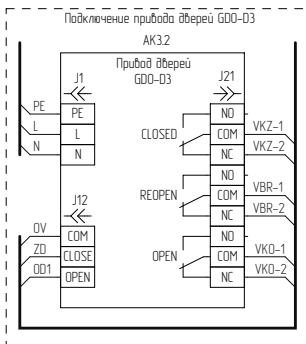 Подключение привода дверей GDO-D3
АК3.2
Привод дверей
GDO-D3
J1
J21
PE
PE
L
L
N
N
CLOSED
NO
COM
VKZ-1
NC
VKZ-2
REOPEN
NO
COM
VBR-1
NC
VBR-2
J12
OV
COM
ZD
CLOSE
OD1
OPEN
OPEN
NO
COM
VKO-1
NC
VKO-2